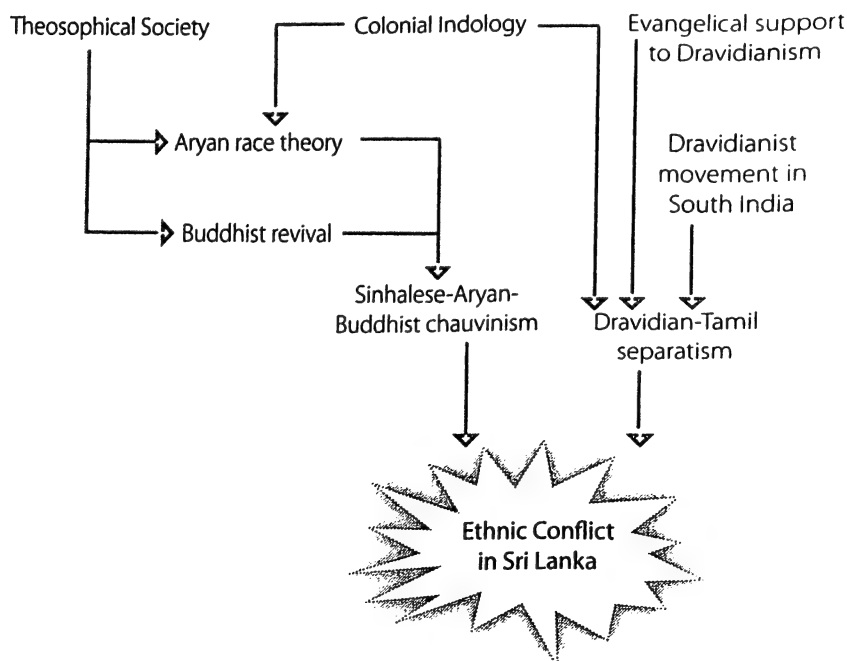 Theosophical Society
Colonial Indology
Evangelical support
to Dravidianism
Aryan race theory
Dravidianist
movement in
South India
Buddhist revival
Sinhalese-Aryan-
Buddhist chauvinism
Dravidian-Tamil
separatism
Ethnic Conflict
in Sri Lanka